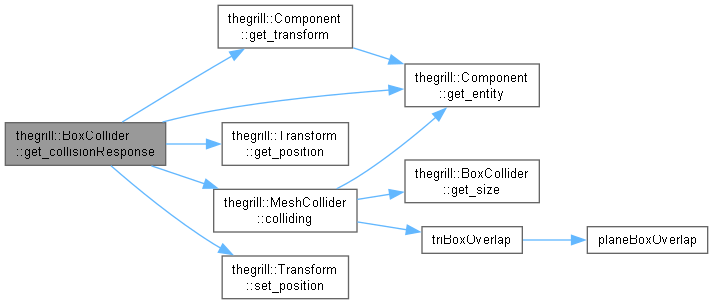 thegrill::BoxCollider
::get_collisionResponse
thegrill::Component
::get_transform
thegrill::Component
::get_entity
thegrill::Transform
::get_position
thegrill::MeshCollider
::colliding
thegrill::BoxCollider
::get_size
triBoxOverlap
planeBoxOverlap
thegrill::Transform
::set_position